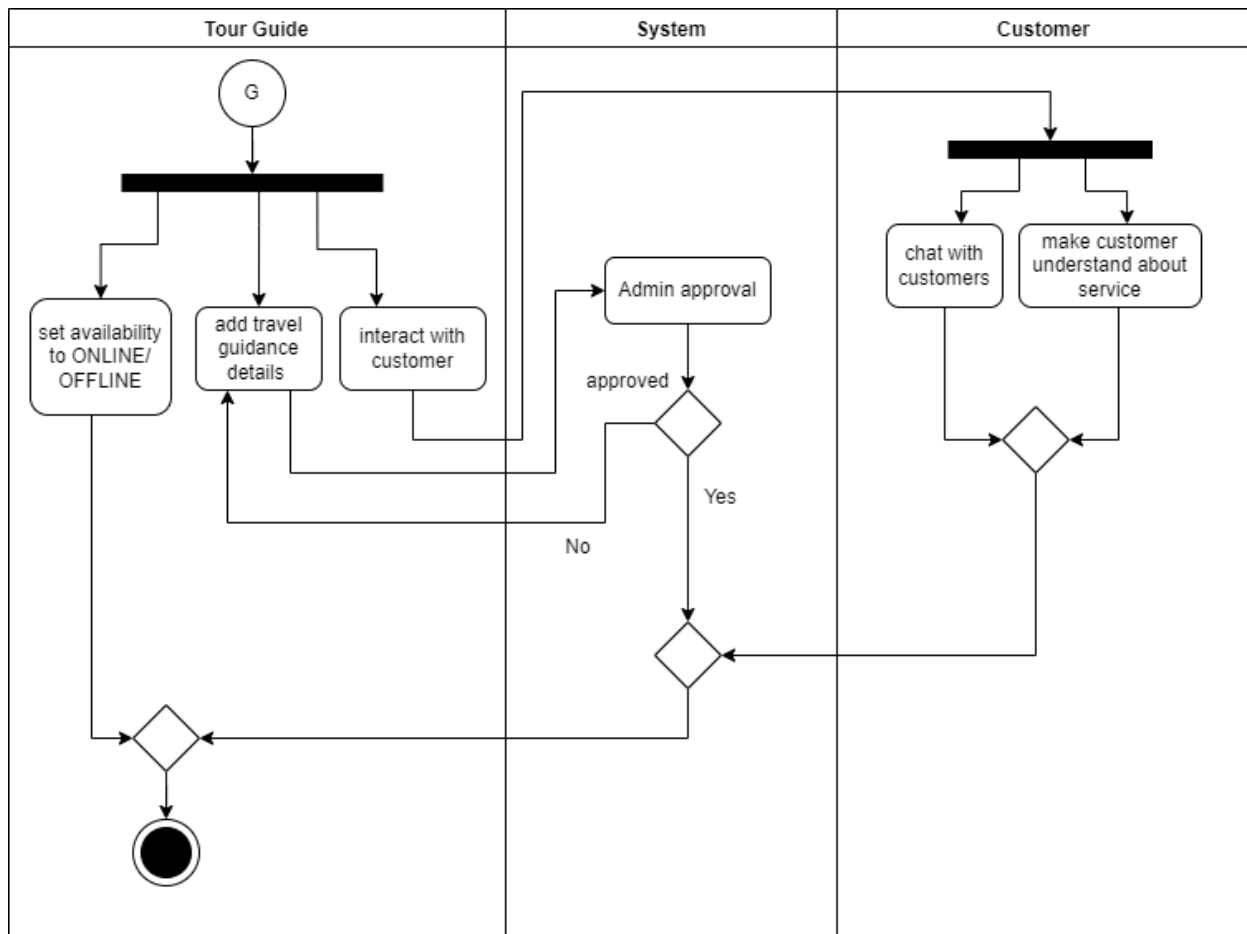 Tour Guide
System
Customer
G
set availability
to ONLINE/
OFFLINE
add travel
guidance
details
interact with
customer
Admin approval
approved
Yes
No
chat with
customers
make customer
understand about
service